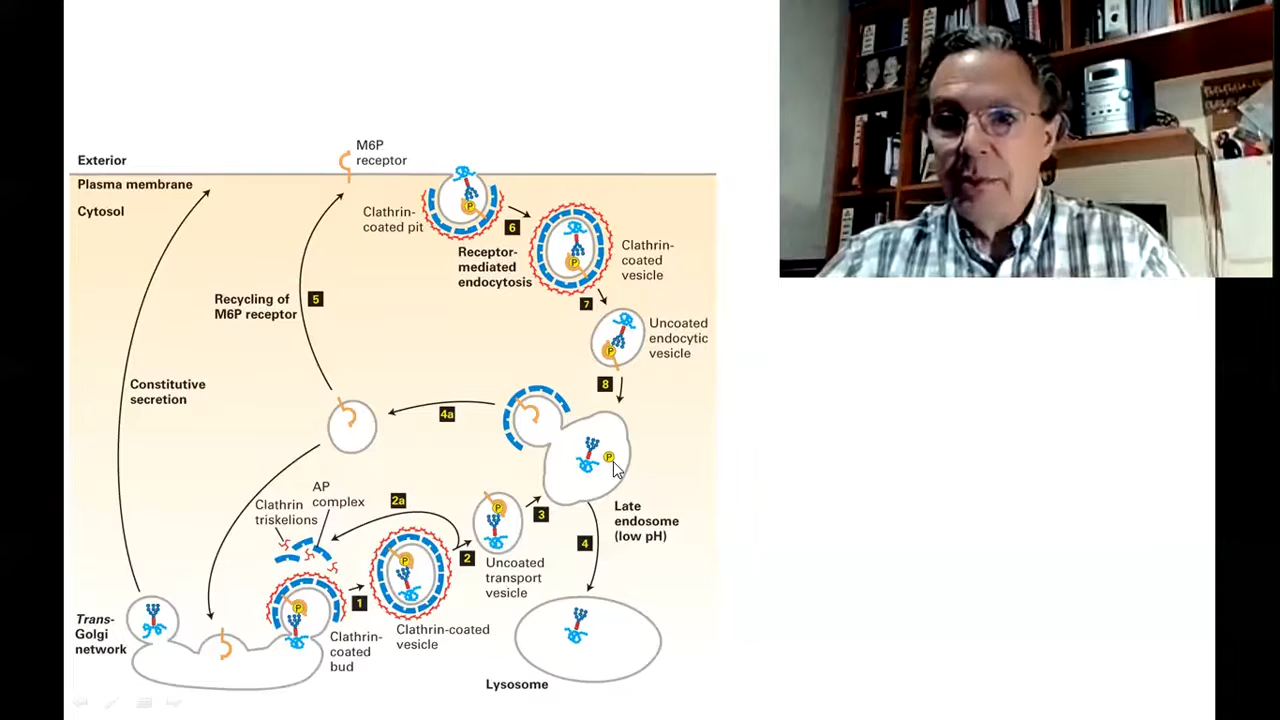 Exterior
M6P
receptor
Plasma membrane
Cytosol
Clathrin-
coated pit
P
6
Receptor-
mediated
endocytosis
P
Clathrin-
coated
vesicle
7
P
Uncoated
endocytic
vesicle
8
Recycling of
M6P receptor
5
Constitutive
secretion
4a
P
Late
endosome
(low pH)
AP
complex
Clathrin
triskelions
2a
P
3
2
Uncoated
transport
vesicle
4
P
1
P
Clathrin-coated
vesicle
Clathrin-
coated
bud
Trans-
Golgi
network
Lysosome